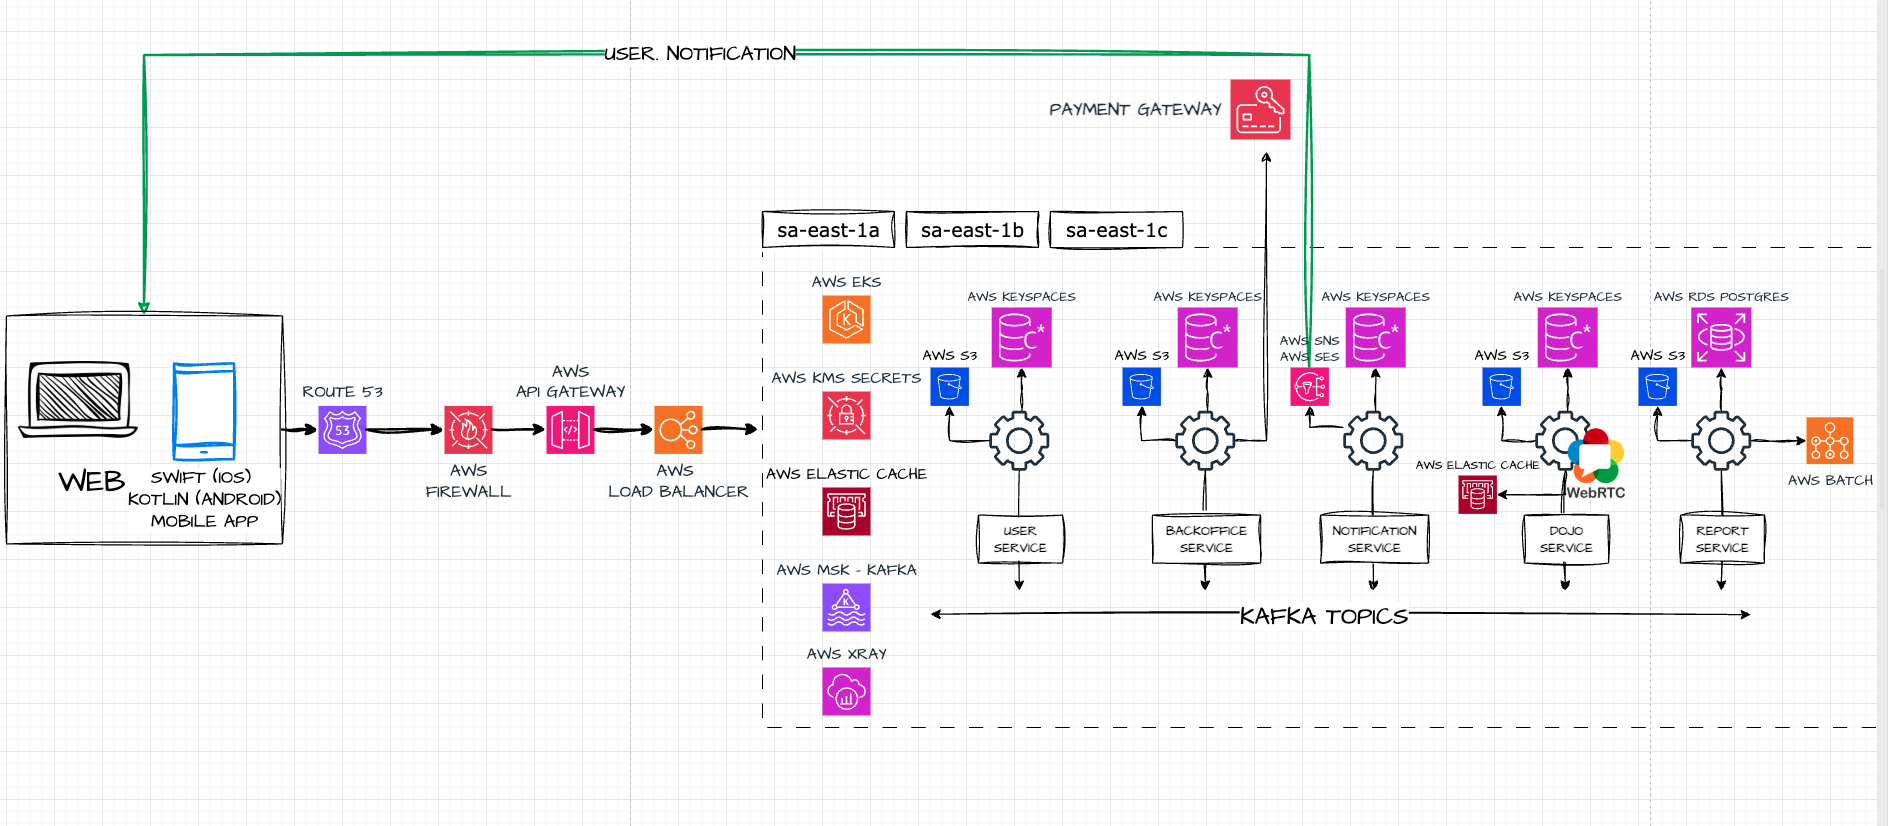 USER. NOTIFICATION
PAYMENT GATEWAY
sa-east-1a
sa-east-1b
sa-east-1c
AWS EKS
AWS KEYSPACES
AWS KEYSPACES
AWS KEYSPACES
AWS KEYSPACES
AWS RDS POSTGRES
AWS SNS
AWS SES
AWS S3
AWS S3
AWS S3
AWS S3
C*
C*
C*
C*
AWS KMS SECRETS
ROUTE 53
53
AWS
API GATEWAY
AWS
FIREWALL
AWS
LOAD BALANCER
WEB
SWIFT (IOS)
KOTLIN (ANDROID)
MOBILE APP
K
AWS ELASTIC CACHE
AWS ELASTIC CACHE
WebRTC
AWS BATCH
USER
SERVICE
BACKOFFICE
SERVICE
NOTIFICATION
SERVICE
DOJO
SERVICE
REPORT
SERVICE
AWS MSK - KAFKA
K
KAFKA TOPICS
AWS XRAY